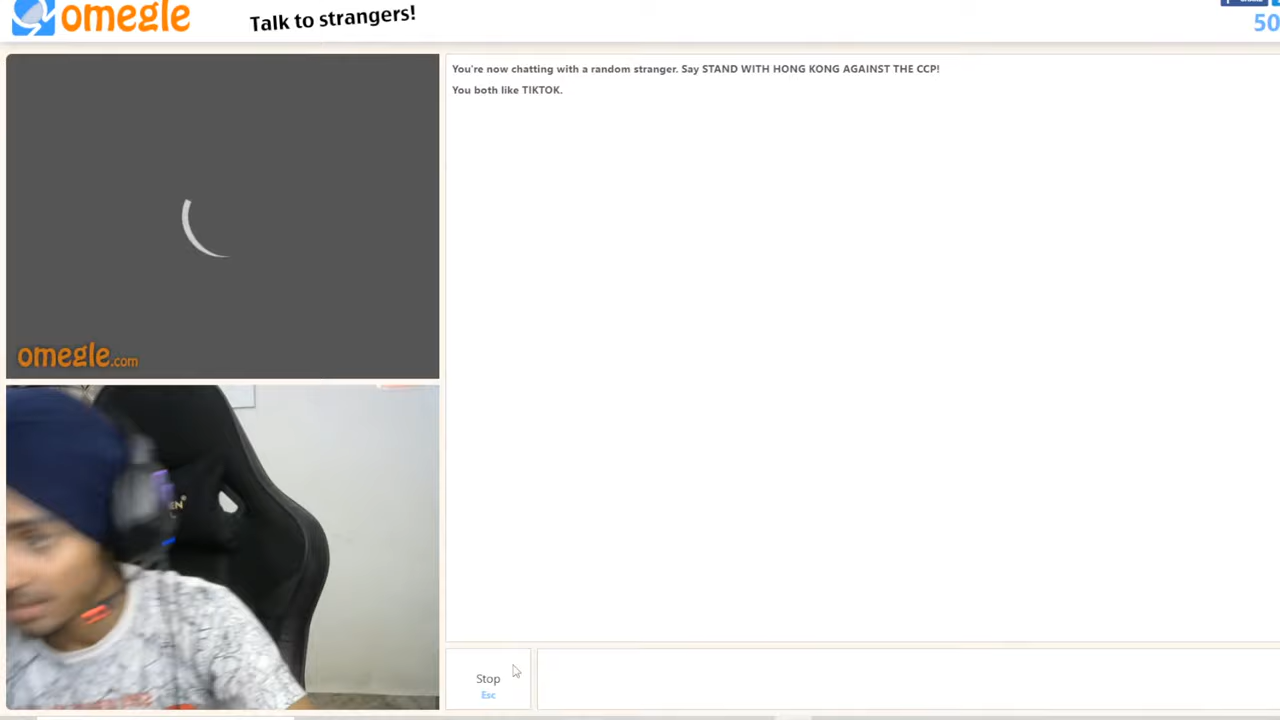 omegle
Talk to strangers!
50
You're now chatting with a random stranger. Say STAND WITH HONG KONG AGAINST THE CCP!
You both like TIKTOK.
omegle.com
Stop
Esc